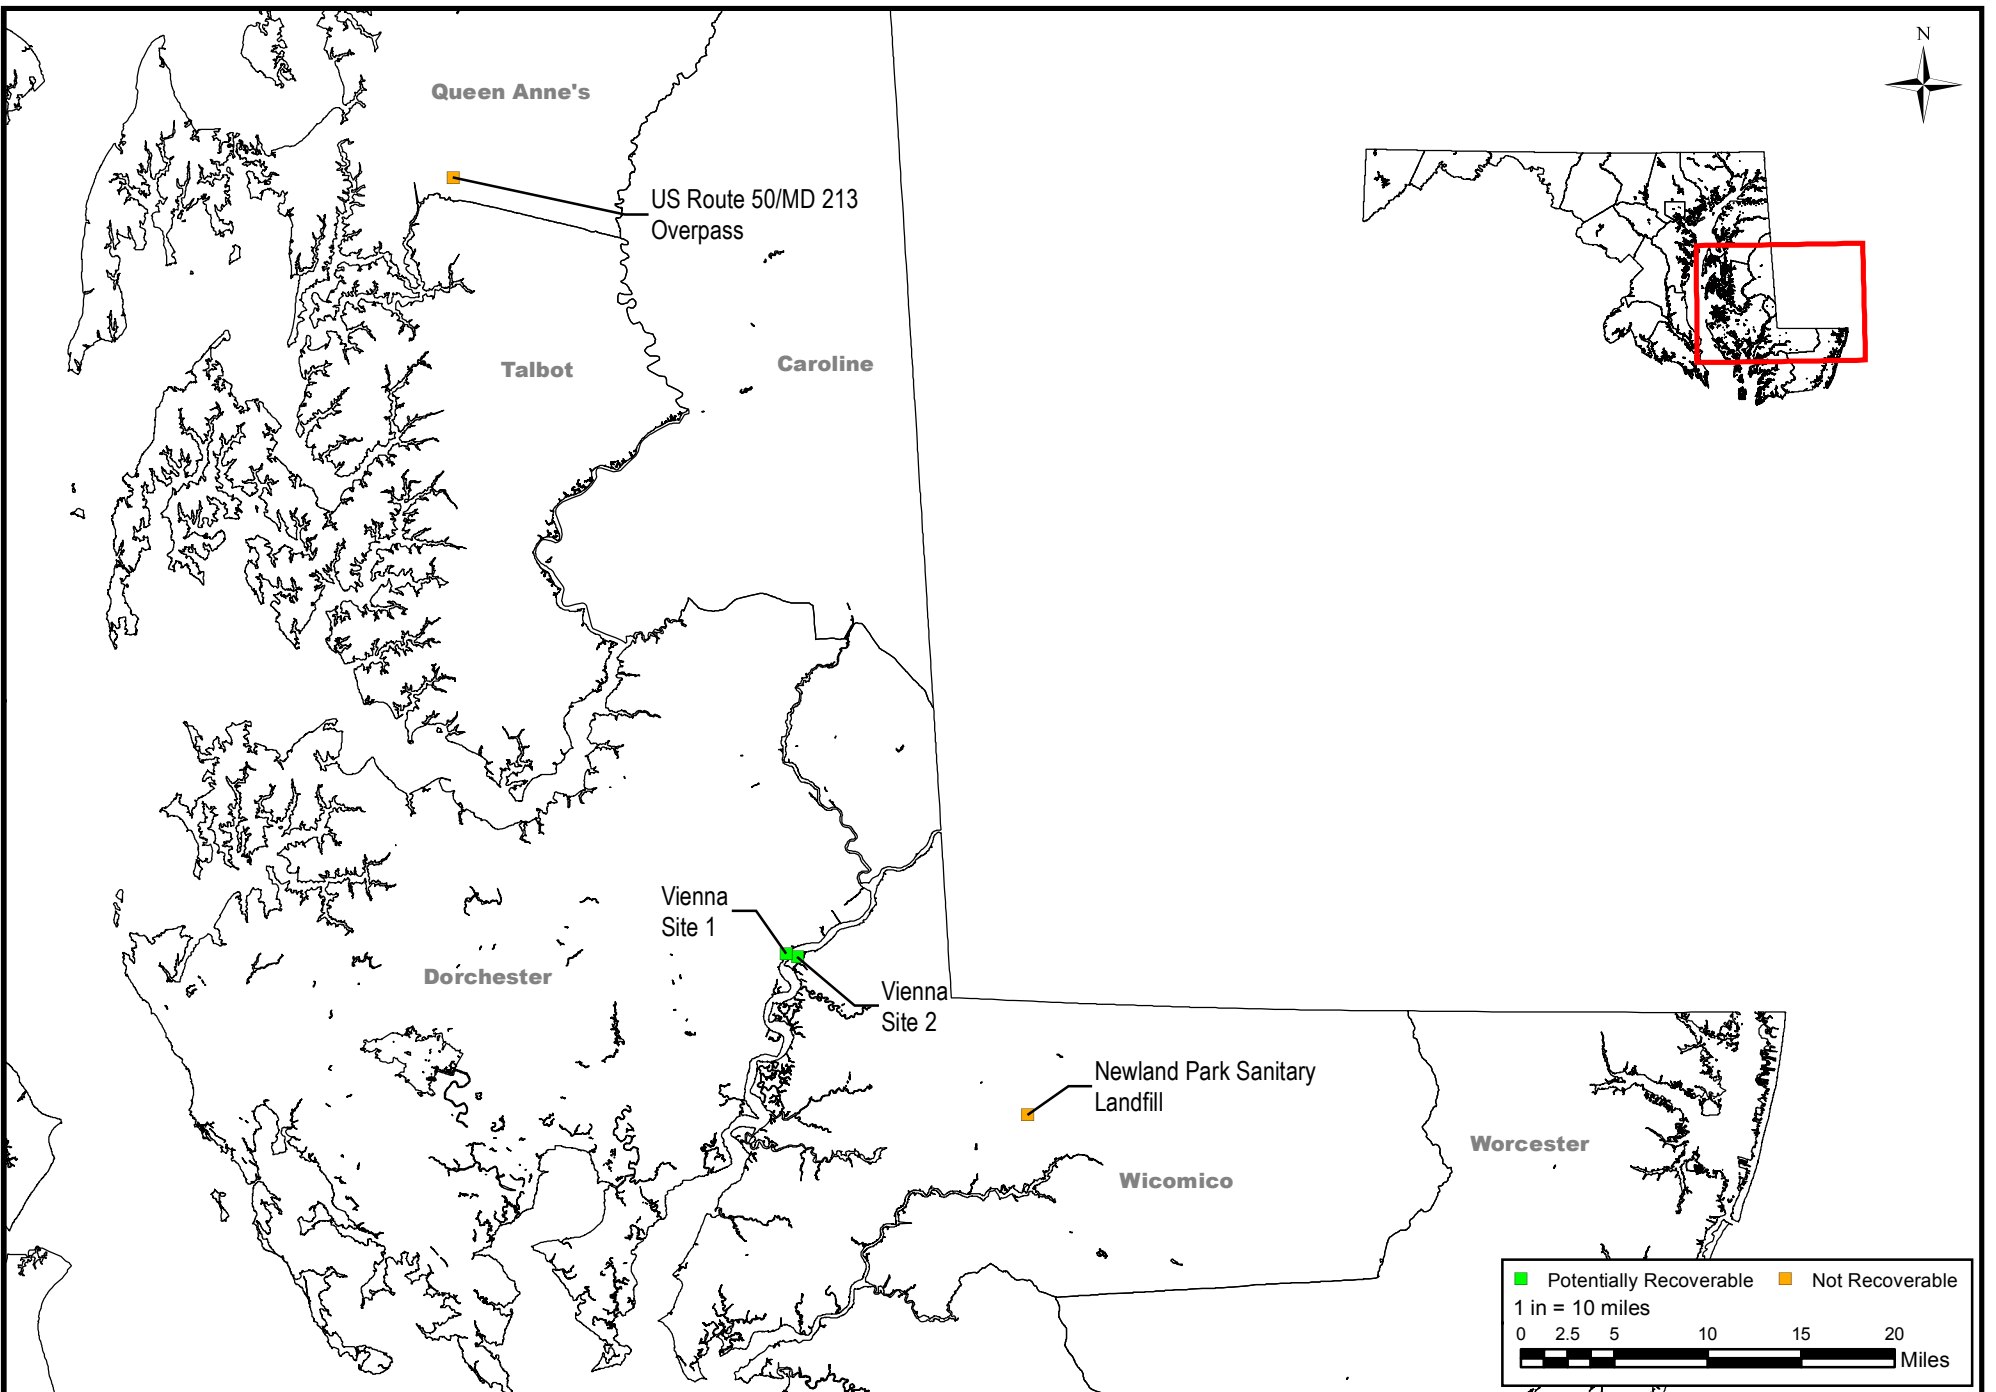 N
Queen Anne's
US Route 50/MD 213
Overpass
Talbot
Caroline
Vienna
Site 1
Dorchester
Vienna
Site 2
Newland Park Sanitary
Landfill
Worcester
Wicomico
Potentially Recoverable Not Recoverable
1 in = 10 miles
0 2.5 5 10 15 20
Miles